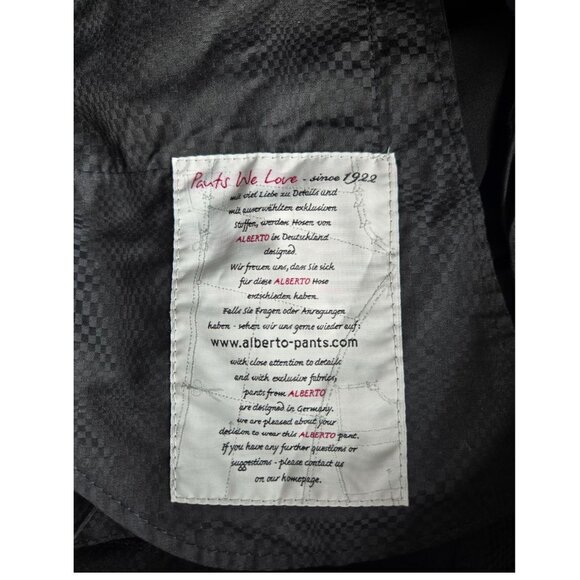 Pants We Love - since 1922
mit viel Liebe zu Details und
mit auserwählten exklusiven
Stoffen, werden Hosen von
ALBERTO in Deutschland
designed.
Wir freuen uns, dass Sie sich
für diese ALBERTO Hose
entschieden haben.
Falls Sie Fragen oder Anregungen
haben - sehen wir uns gerne wieder auf:
www.alberto-pants.com
with close attention to details
and with exclusive fabrics,
pants from ALBERTO
are designed in Germany.
we are pleased about your
decision to wear this ALBERTO pant.
If you have any further questions or
suggestions - please contact us
on our homepage.